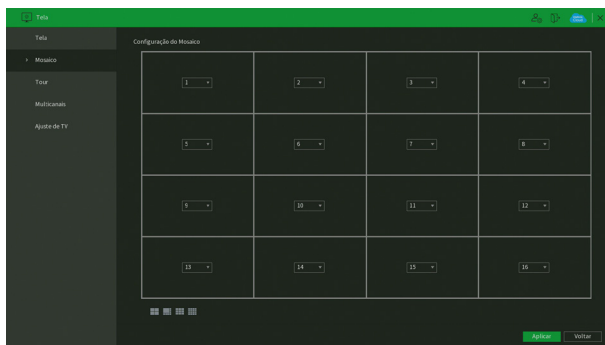 Tela
Tela
Configuração do Mosaico
Mosaico
Tour
Multicanais
Ajuste de TV
1 2 3 4
5 6 7 8
9 10 11 12
13 14 15 16
Aplicar Voltar